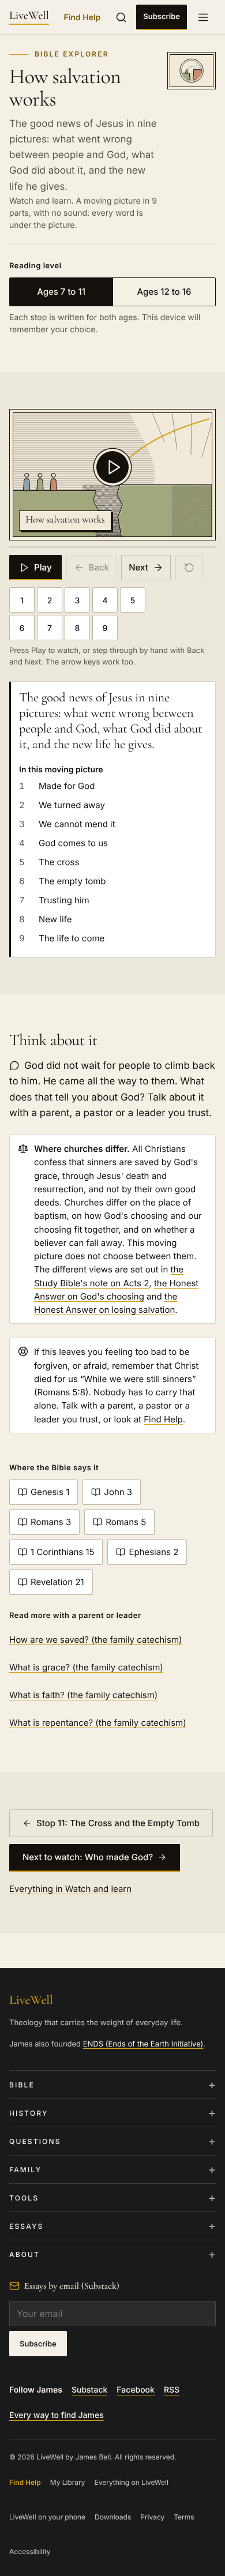 LiveWell
Find Help
Subscribe
BIBLE EXPLORER
How salvation
works
The good news of Jesus in nine
pictures: what went wrong
between people and God, what
God did about it, and the new
life he gives.
Watch and learn. A moving picture in 9
parts, with no sound: every word is
under the picture.
Reading level
Ages 7 to 11
Ages 12 to 16
Each stop is written for both ages. This device will
remember your choice.
How salvation works
Play
Back
Next
1
2
3
4
5
6
7
8
9
Press Play to watch, or step through by hand with Back
and Next. The arrow keys work too.
The good news of Jesus in nine
pictures: what went wrong between
people and God, what God did about
it, and the new life he gives.
In this moving picture
1 Made for God
2 We turned away
3 We cannot mend it
4 God comes to us
5 The cross
6 The empty tomb
7 Trusting him
8 New life
9 The life to come
Think about it
God did not wait for people to climb back
to him. He came all the way to them. What
does that tell you about God? Talk about it
with a parent, a pastor or a leader you trust.
Where churches differ. All Christians
confess that sinners are saved by God's
grace, through Jesus' death and
resurrection, and not by their own good
deeds. Churches differ on the place of
baptism, on how God's choosing and our
choosing fit together, and on whether a
believer can fall away. This moving
picture does not choose between them.
The different views are set out in the
Study Bible's note on Acts 2, the Honest
Answer on God's choosing and the
Honest Answer on losing salvation.
If this leaves you feeling too bad to be
forgiven, or afraid, remember that Christ
died for us “While we were still sinners”
(Romans 5:8). Nobody has to carry that
alone. Talk with a parent, a pastor or a
leader you trust, or look at Find Help.
Where the Bible says it
Genesis 1
John 3
Romans 3
Romans 5
1 Corinthians 15
Ephesians 2
Revelation 21
Read more with a parent or leader
How are we saved? (the family catechism)
What is grace? (the family catechism)
What is faith? (the family catechism)
What is repentance? (the family catechism)
Stop 11: The Cross and the Empty Tomb
Next to watch: Who made God?
Everything in Watch and learn
LiveWell
Theology that carries the weight of everyday life.
James also founded ENDS (Ends of the Earth Initiative).
BIBLE
HISTORY
QUESTIONS
FAMILY
TOOLS
ESSAYS
ABOUT
Essays by email (Substack)
Your email
Subscribe
Follow James Substack Facebook RSS
Every way to find James
© 2026 LiveWell by James Bell. All rights reserved.
Find Help My Library Everything on LiveWell
LiveWell on your phone Downloads Privacy Terms
Accessibility